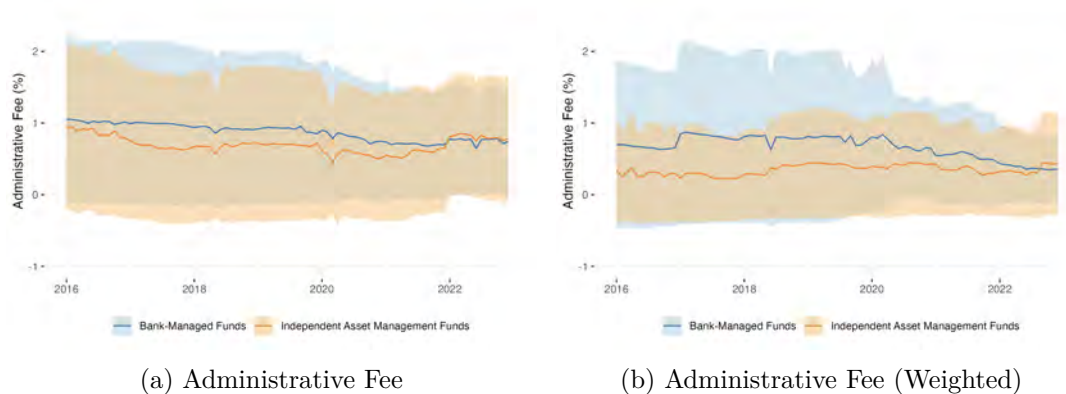 Administrative Fee (%)
2
1
0
-1
2016 2018 2020 2022
Bank-Managed Funds Independent Asset Management Funds
(a) Administrative Fee
Administrative Fee (%)
2
1
0
-1
2016 2018 2020 2022
Bank-Managed Funds Independent Asset Management Funds
(b) Administrative Fee (Weighted)